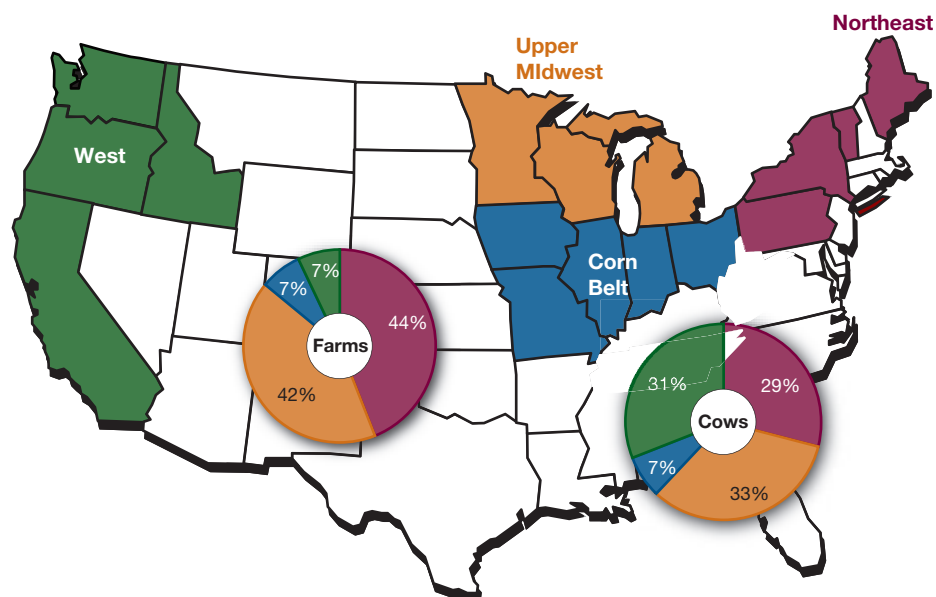 Northeast
Upper
MIdwest
West
Corn
Belt
7%
7%
44%
Farms
42%
31%
29%
Cows
7%
33%